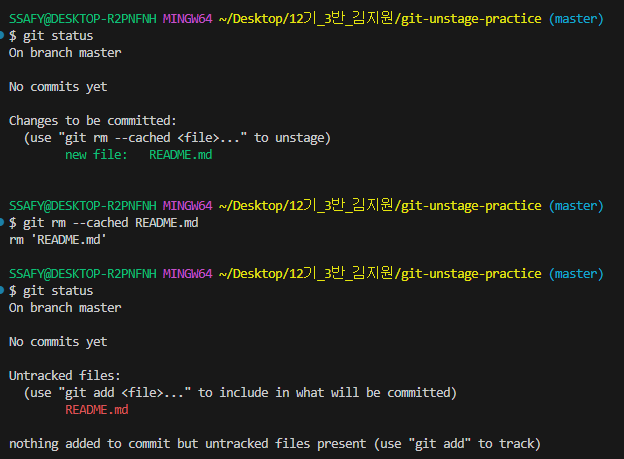 SSAFY@DESKTOP-R2PNFNH MINGW64 ~/Desktop/12기_3반_김지원/git-unstage-practice (master)
$ git status
On branch master
No commits yet
Changes to be committed:
(use "git rm --cached <file>..." to unstage)
new file: README.md
SSAFY@DESKTOP-R2PNFNH MINGW64 ~/Desktop/12기_3반_김지원/git-unstage-practice (master)
$ git rm --cached README.md
rm 'README.md'
SSAFY@DESKTOP-R2PNFNH MINGW64 ~/Desktop/12기_3반_김지원/git-unstage-practice (master)
$ git status
On branch master
No commits yet
Untracked files:
(use "git add <file>..." to include in what will be committed)
README.md
nothing added to commit but untracked files present (use "git add" to track)